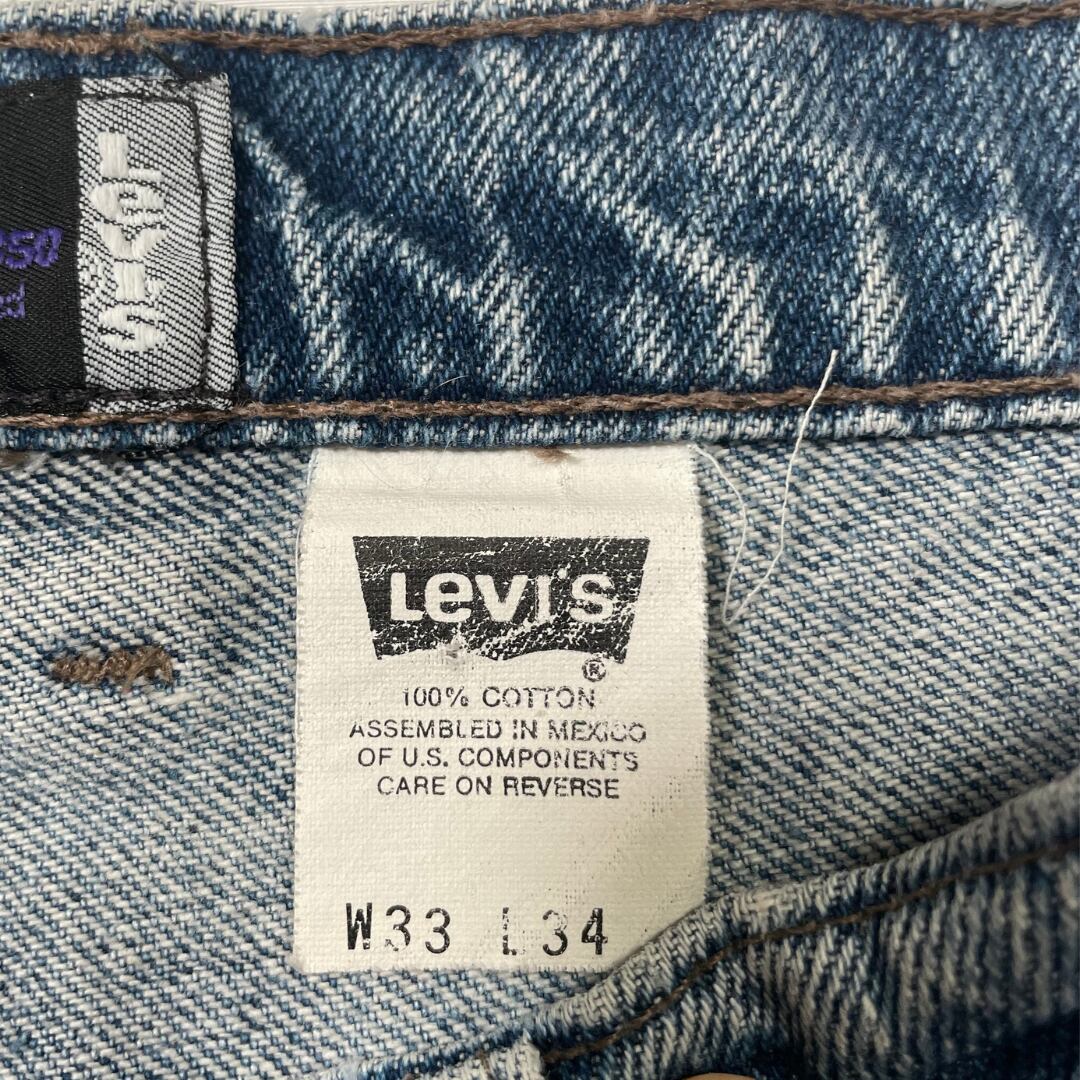 Levi's
Levi's
®
100% COTTON
ASSEMBLED IN MEXICO
OF U.S. COMPONENTS
CARE ON REVERSE
W33 L34